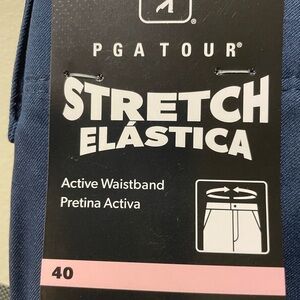 PGA TOUR®
STRETCH
ELÁSTICA
Active Waistband
Pretina Activa
40